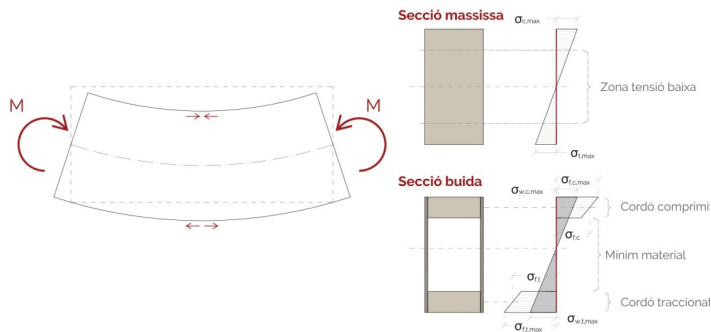 M
M
Secció massissa
σc,max
Zona tensió baixa
σt,max
Secció buida
σw,c,max
σf,c,max
Cordó comprimi
σf,c
Mínim material
σf,t
Cordó traccionat
σf,t,max
σw,t,max